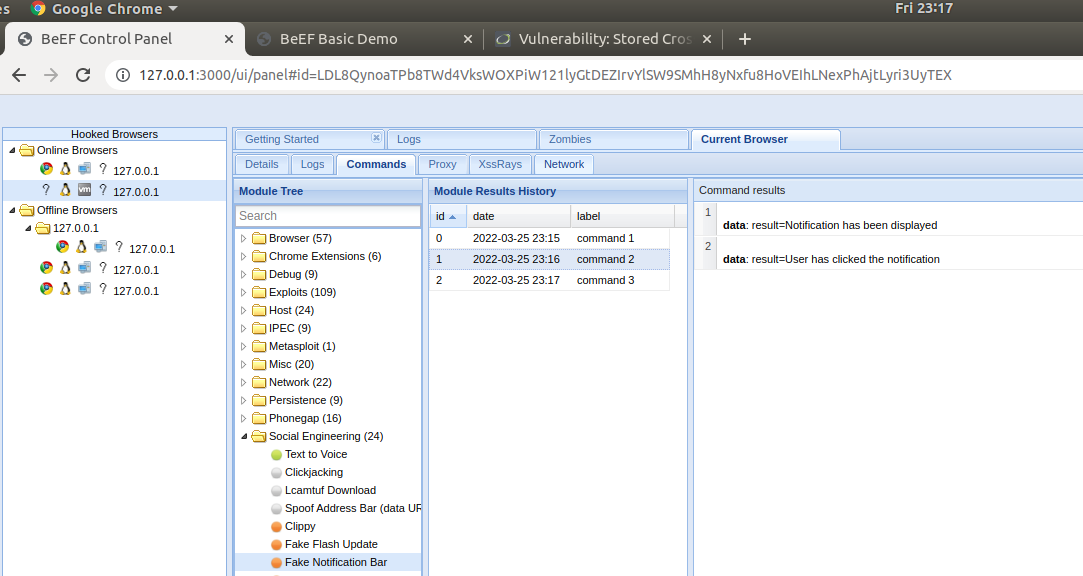 es Google Chrome Fri 23:17
BeEF Control Panel BeEF Basic Demo Vulnerability: Stored Cros
127.0.0.1:3000/ui/panel#id=LDL8QynoaTPb8TWd4VksWOXPiW121lyGtDEZIrvYlSW9SMhH8yNxfu8HoVEIhLNexPhAjtLyri3UyTEX
Hooked Browsers
Online Browsers
? 127.0.0.1
? vm ? 127.0.0.1
Offline Browsers
127.0.0.1
? 127.0.0.1
? 127.0.0.1
? 127.0.0.1
Getting Started Logs Zombies Current Browser
Details Logs Commands Proxy XssRays Network
Module Tree
Search
Browser (57)
Chrome Extensions (6)
Debug (9)
Exploits (109)
Host (24)
IPEC (9)
Metasploit (1)
Misc (20)
Network (22)
Persistence (9)
Phonegap (16)
Social Engineering (24)
Text to Voice
Clickjacking
Lcamtuf Download
Spoof Address Bar (data UR
Clippy
Fake Flash Update
Fake Notification Bar
Module Results History
id date label
0 2022-03-25 23:15 command 1
1 2022-03-25 23:16 command 2
2 2022-03-25 23:17 command 3
Command results
1
data: result=Notification has been displayed
2
data: result=User has clicked the notification